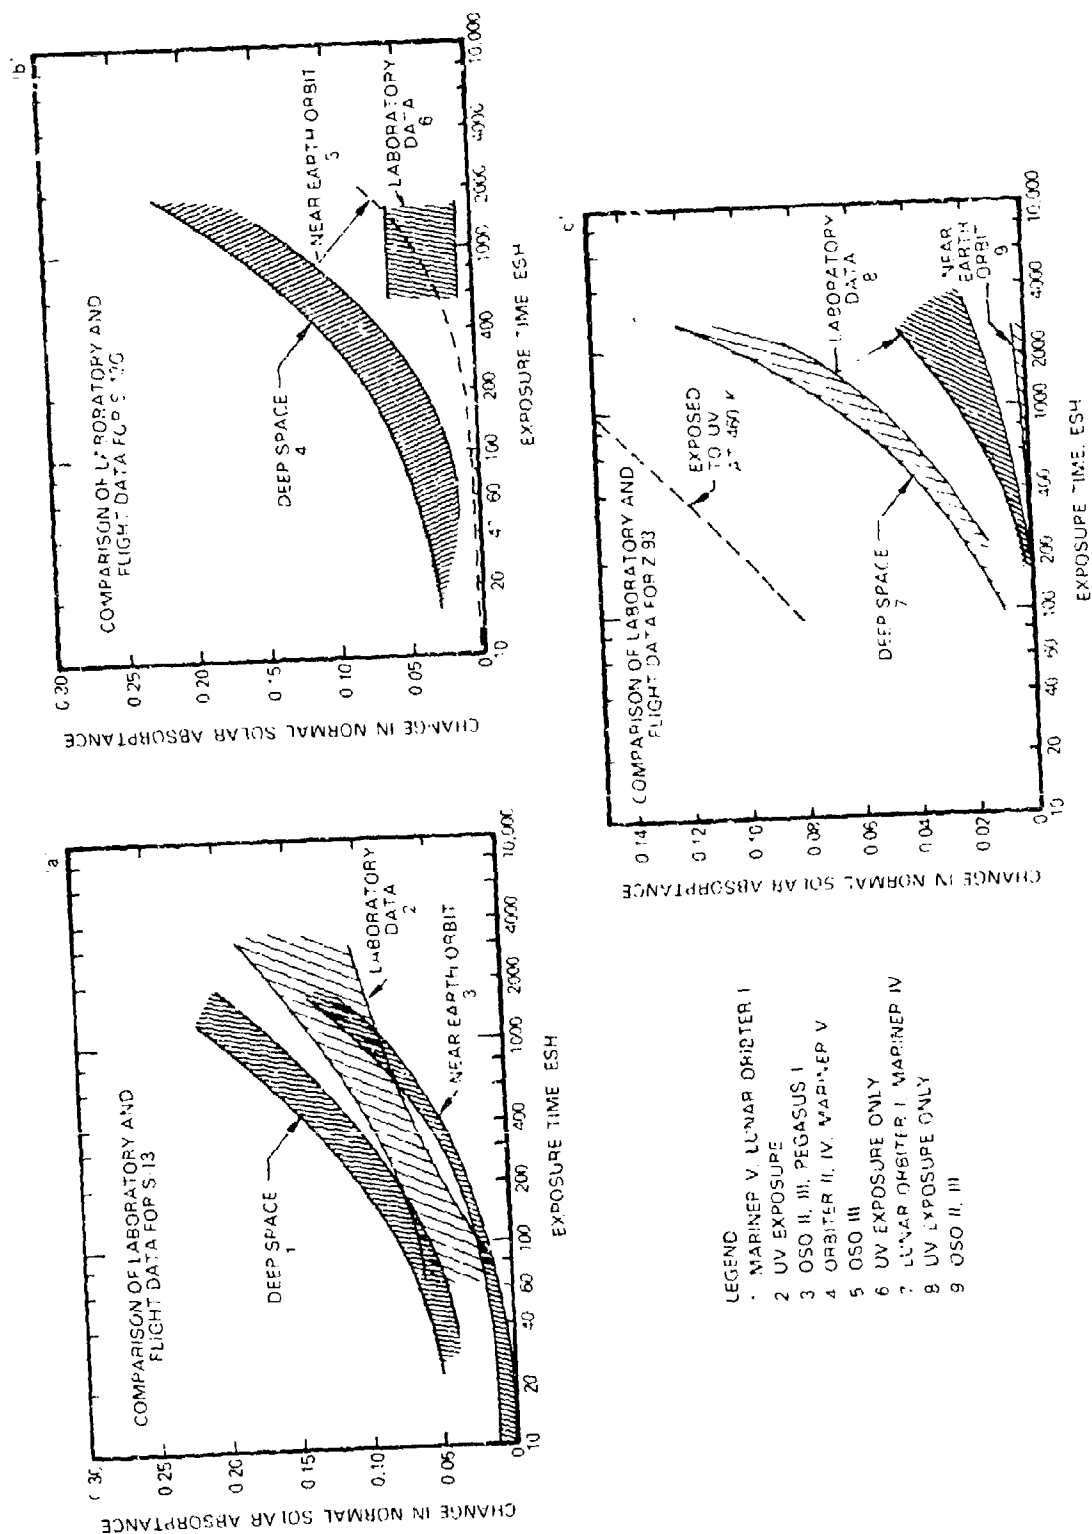 a
COMPARISON OF LABORATORY AND
FLIGHT DATA FOR S-13
CHANGE IN NORMAL SOLAR ABSORPTANCE
0.25
0.20
0.15
0.10
0.05
0
10
20
40
60
100
200
400
1000
2000
4000
10,000
EXPOSURE TIME ESH
DEEP SPACE
1
LABORATORY
DATA
2
NEAR EARTH ORBIT
3
b
COMPARISON OF LABORATORY AND
FLIGHT DATA FOR
CHANGE IN NORMAL SOLAR ABSORPTANCE
0.30
0.25
0.20
0.15
0.10
0.05
0
10
20
60
100
200
400
1000
2000
4000
10,000
EXPOSURE TIME ESH
DEEP SPACE
4
NEAR EARTH ORBIT
5
LABORATORY
DATA
6
c
COMPARISON OF LABORATORY AND
FLIGHT DATA FOR Z 93
CHANGE IN NORMAL SOLAR ABSORPTANCE
0.14
0.12
0.10
0.08
0.06
0.04
0.02
0
10
20
40
60
100
200
400
1000
2000
4000
10,000
EXPOSURE TIME, ESH
EXPOSED
TO UV
AT 460 K
DEEP SPACE
7
LABORATORY
DATA
8
NEAR
EARTH
ORBIT
9
LEGEND
MARINER V, LUNAR ORBITER I
2 UV EXPOSURE
3 OSO II, III, PEGASUS I
4 ORBITER II, IV, MARINER V
5 OSO III
6 UV EXPOSURE ONLY
7 LUNAR ORBITER I, MARINER IV
8 UV EXPOSURE ONLY
9 OSO II, III